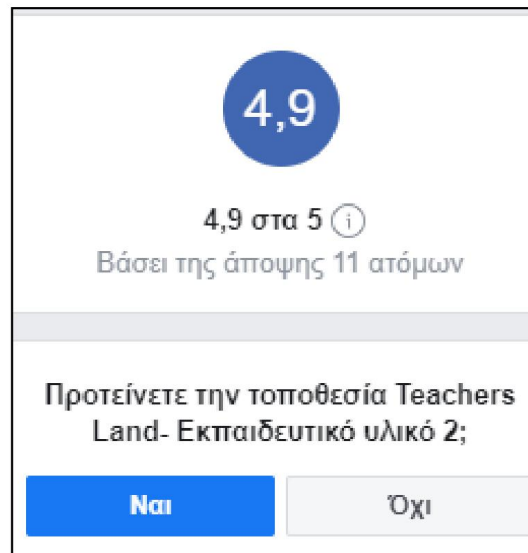 4,9
4,9 στα 5 i
Βάσει της άποψης 11 ατόμων
Προτείνετε την τοποθεσία Teachers
Land- Εκπαιδευτικό υλικό 2;
Ναι
Όχι